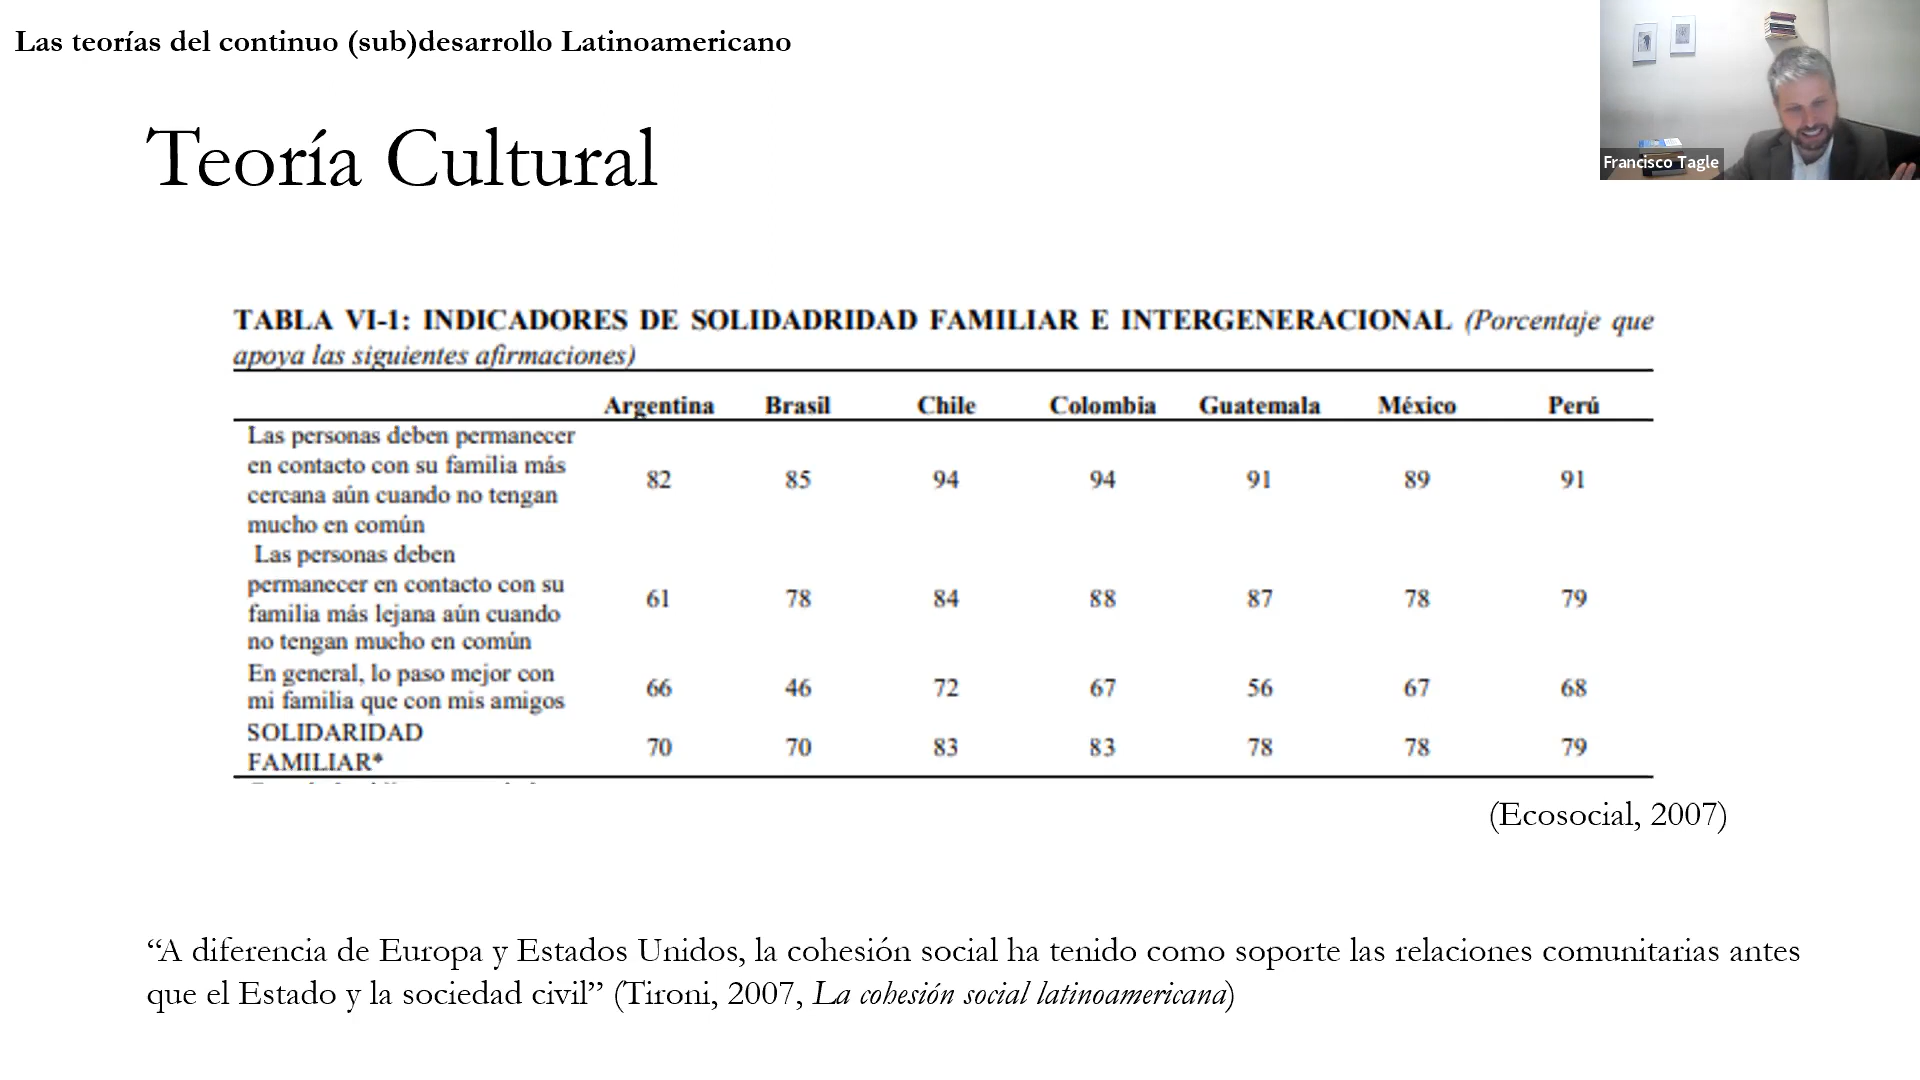 Las teorías del continuo (sub)desarrollo Latinoamericano
Francisco Tagle
Teoría Cultural
TABLA VI-1: INDICADORES DE SOLIDADRIDAD FAMILIAR E INTERGENERACIONAL (Porcentaje que
apoya las siguientes afirmaciones)
Argentina Brasil Chile Colombia Guatemala México Perú
Las personas deben permanecer
en contacto con su familia más
cercana aún cuando no tengan
mucho en común
82 85 94 94 91 89 91
Las personas deben
permanecer en contacto con su
familia más lejana aún cuando
no tengan mucho en común
61 78 84 88 87 78 79
En general, lo paso mejor con
mi familia que con mis amigos
66 46 72 67 56 67 68
SOLIDARIDAD
FAMILIAR*
70 70 83 83 78 78 79
(Ecosocial, 2007)
“A diferencia de Europa y Estados Unidos, la cohesión social ha tenido como soporte las relaciones comunitarias antes
que el Estado y la sociedad civil” (Tironi, 2007, La cohesión social latinoamericana)